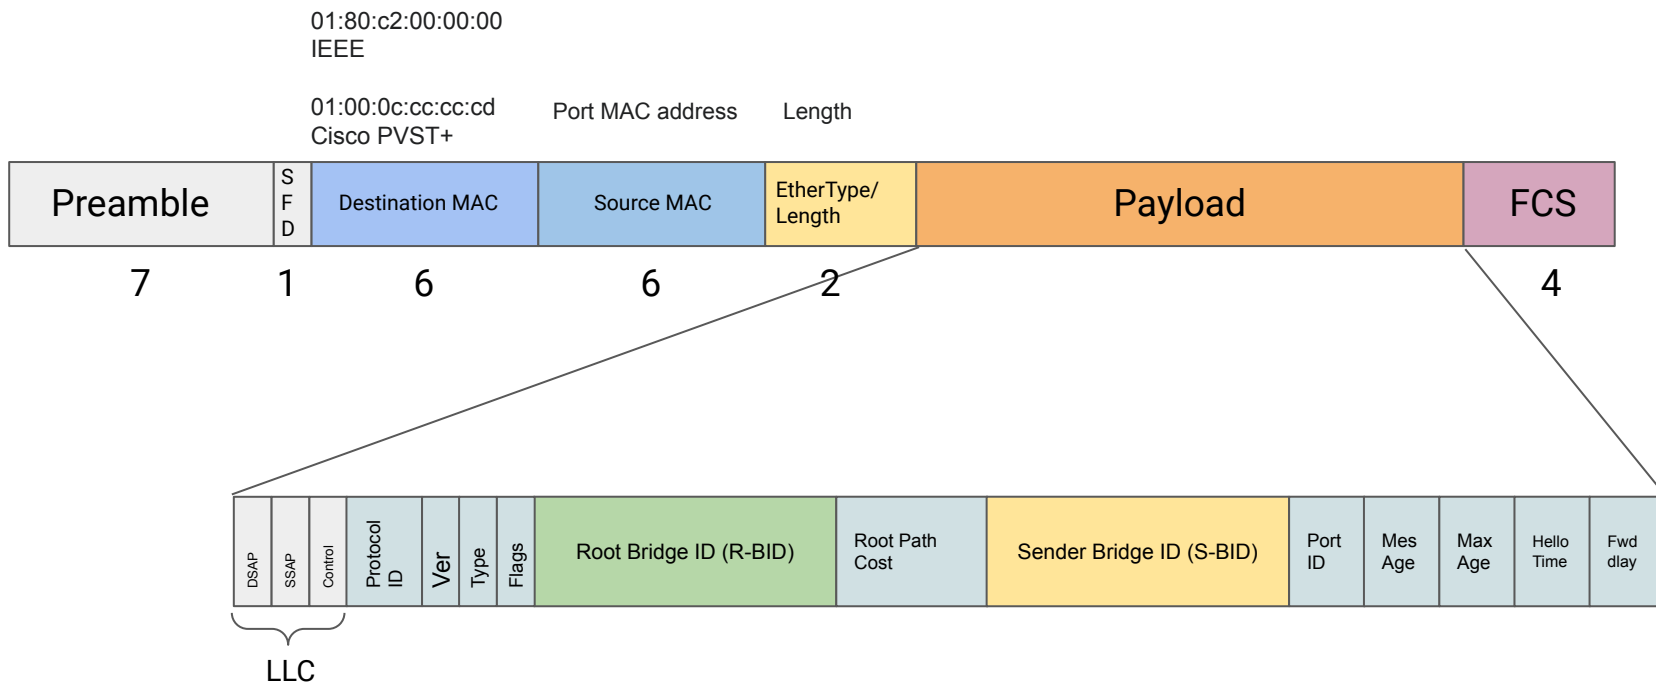 01:80:c2:00:00:00
IEEE
01:00:0c:cc:cc:cd
Cisco PVST+
Port MAC address
Length
Preamble
S
F
D
Destination MAC
Source MAC
EtherType/
Length
Payload
FCS
7
1
6
6
2
4
DSAP
SSAP
Control
Protocol
ID
Ver
Type
Flags
Root Bridge ID (R-BID)
Root Path
Cost
Sender Bridge ID (S-BID)
Port
ID
Mes
Age
Max
Age
Hello
Time
Fwd
dlay
LLC